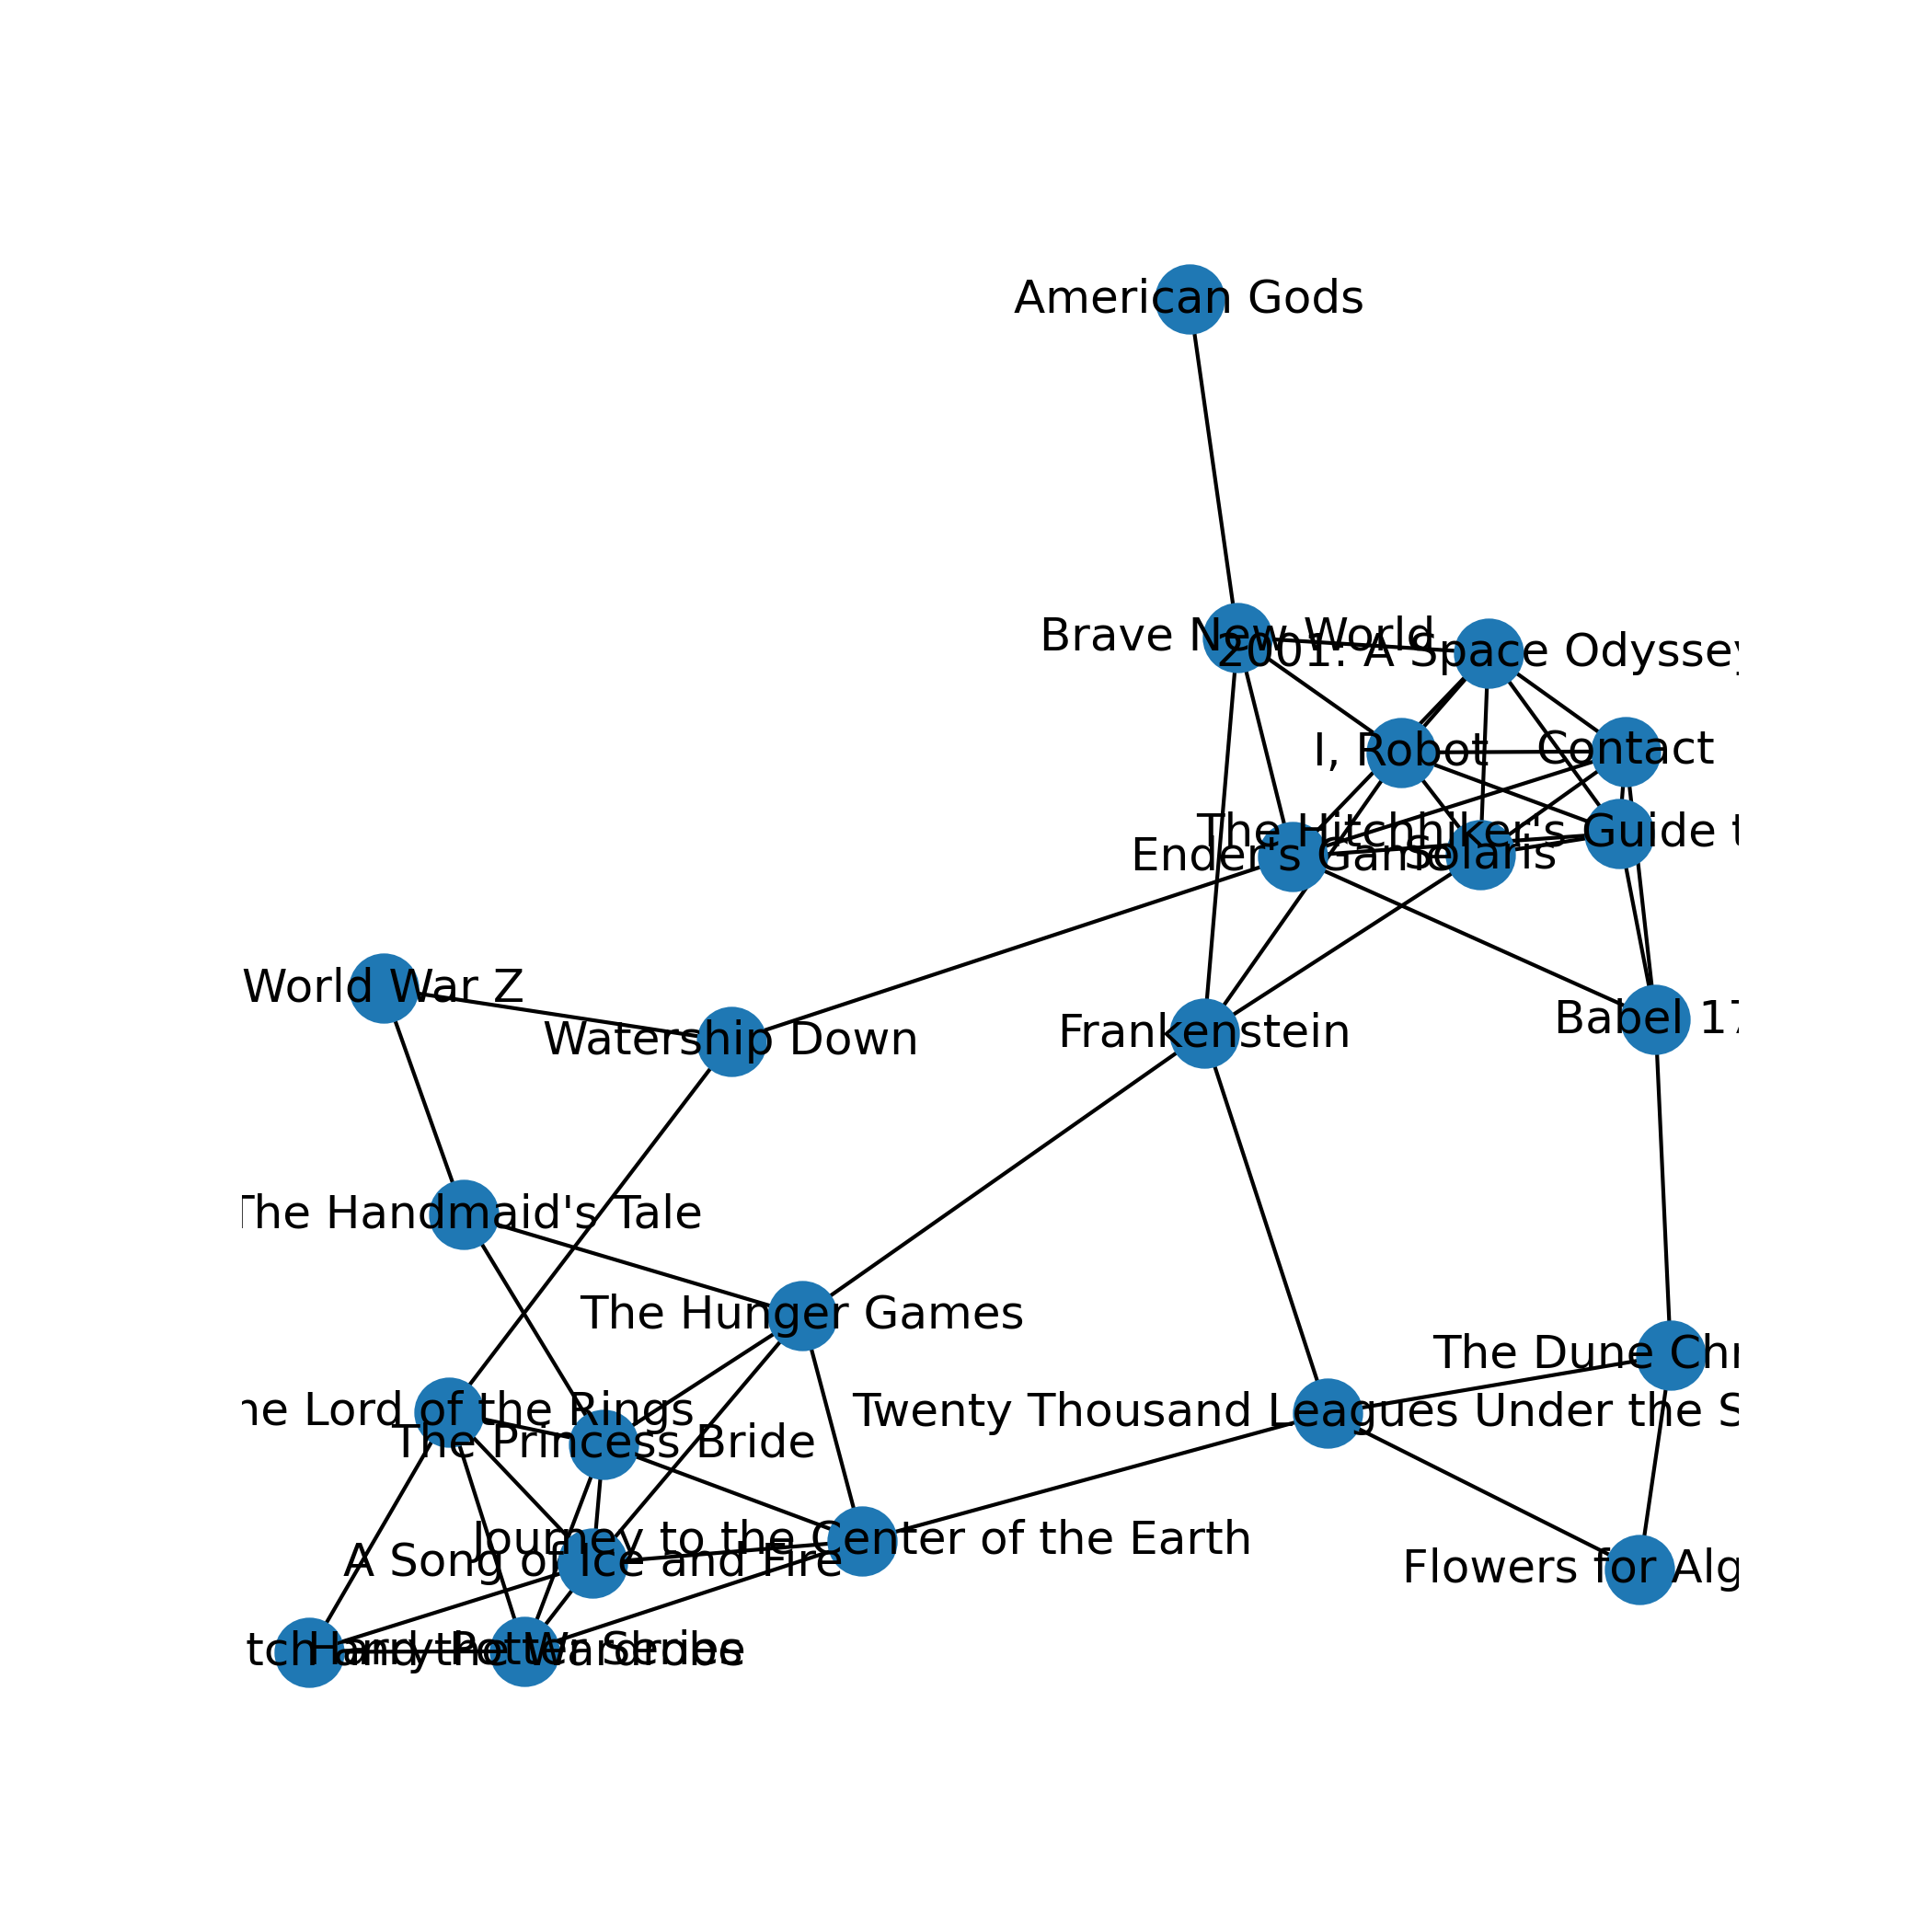 American Gods
Brave New World
2001: A Space Odyssey
I, Robot
Contact
The Hitchhiker's Guide t
Ender's Game
Solaris
World War Z
Watership Down
Frankenstein
Babel 17
The Handmaid's Tale
The Hunger Games
The Dune Chr
he Lord of the Rings
Twenty Thousand Leagues Under the S
The Princess Bride
Journey to the Center of the Earth
A Song of Ice and Fire
Flowers for Alg
tch and the Wardrobe
Harry Potter Series